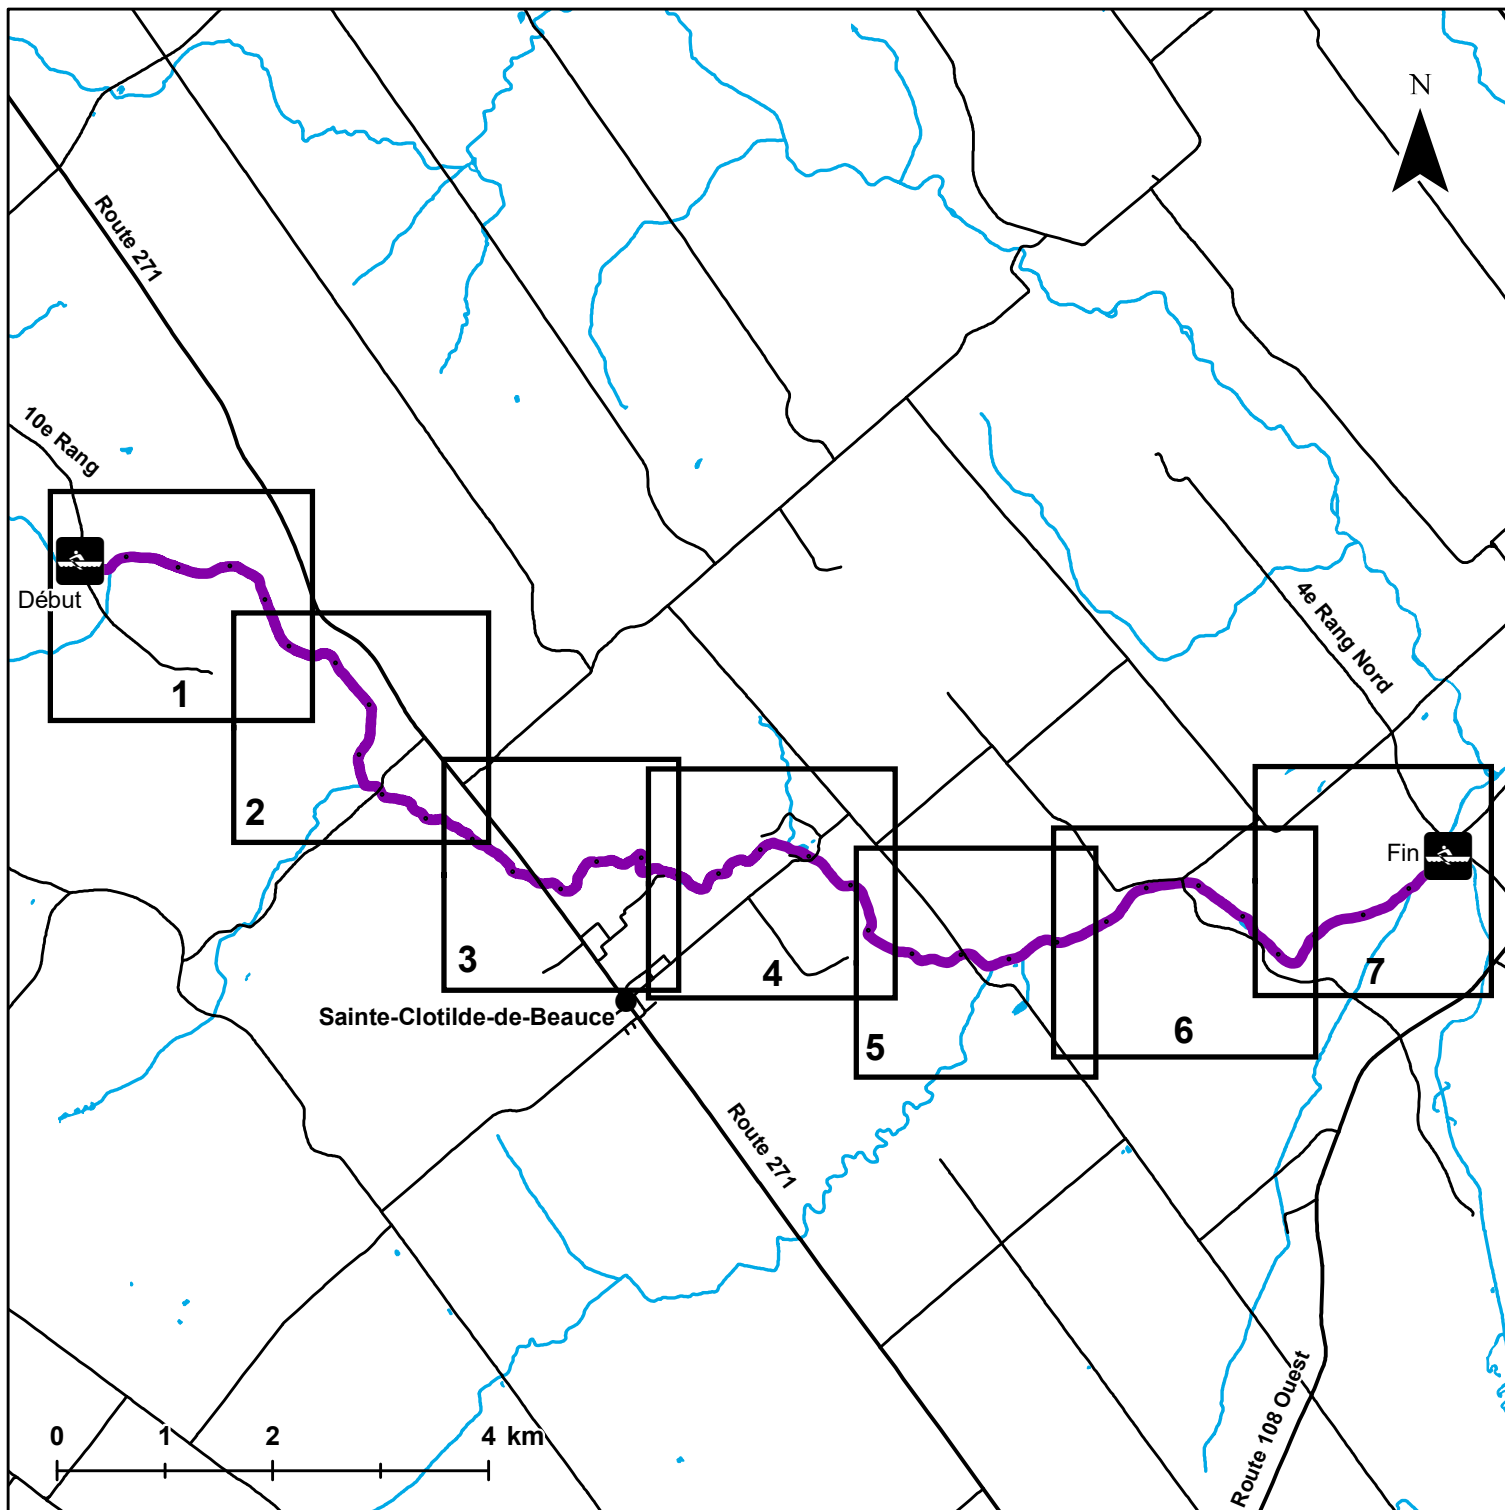 N
Route 271
10e Rang
Début
1
4e Rang Nord
2
Fin
3
4
7
Sainte-Clotilde-de-Beauce
5
6
Route 271
Route 108 Ouest
0 1 2 4 km